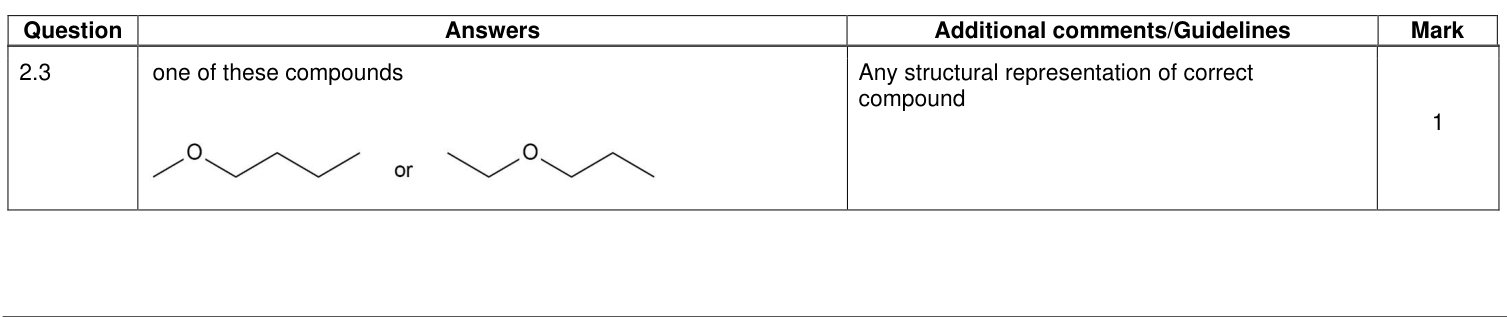 Question Answers Additional comments/Guidelines Mark
2.3 one of these compounds Any structural representation of correct
compound
1
O or O